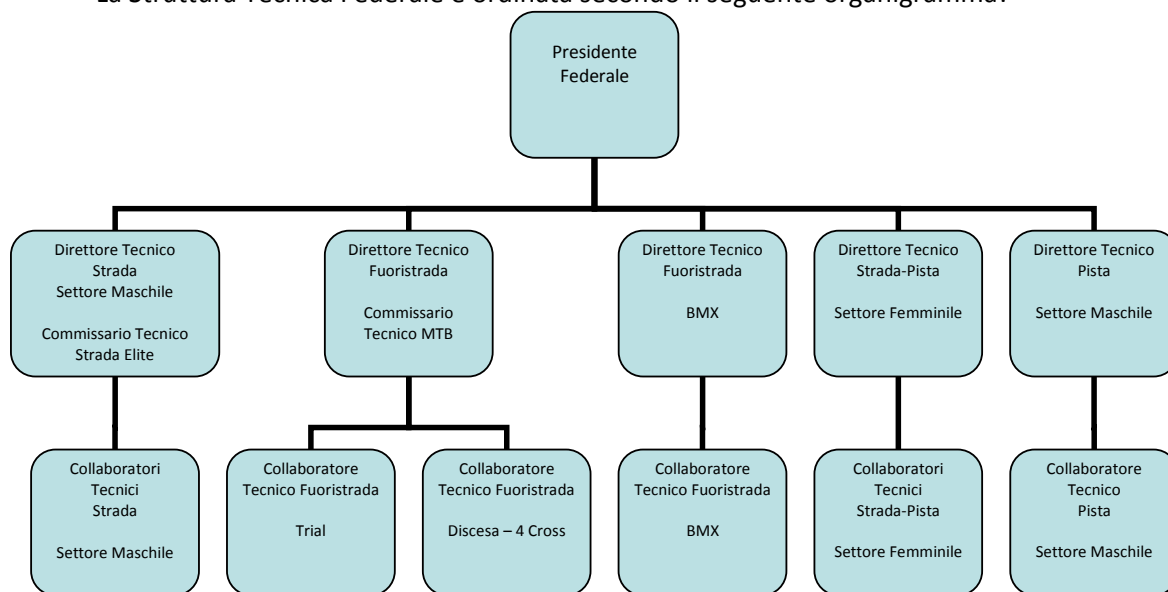 La Struttura Tecnica Federale è ordinata secondo il seguente organigramma:
Presidente
Federale
Direttore Tecnico
Strada
Settore Maschile
Commissario Tecnico
Strada Elite
Direttore Tecnico
Fuoristrada
Commissario
Tecnico MTB
Direttore Tecnico
Fuoristrada
BMX
Direttore Tecnico
Strada-Pista
Settore Femminile
Direttore Tecnico
Pista
Settore Maschile
Collaboratori
Tecnici
Strada
Settore Maschile
Collaboratore
Tecnico Fuoristrada
Trial
Collaboratore
Tecnico Fuoristrada
Discesa – 4 Cross
Collaboratore
Tecnico Fuoristrada
BMX
Collaboratori
Tecnici
Strada-Pista
Settore Femminile
Collaboratore
Tecnico
Pista
Settore Maschile